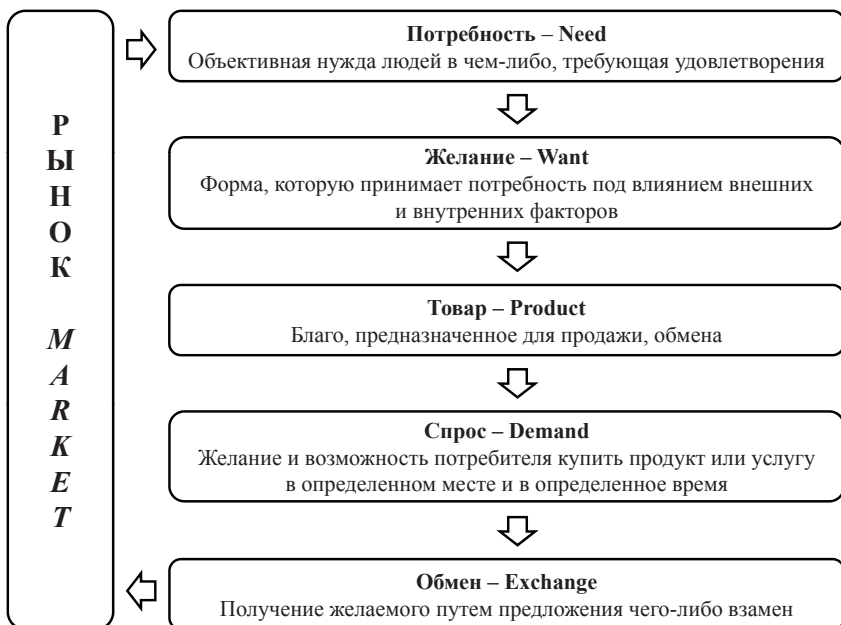 РЫНОК
MARKET
Потребность – Need
Объективная нужда людей в чем-либо, требующая удовлетворения
Желание – Want
Форма, которую принимает потребность под влиянием внешних
и внутренних факторов
Товар – Product
Благо, предназначенное для продажи, обмена
Спрос – Demand
Желание и возможность потребителя купить продукт или услугу
в определенном месте и в определенное время
Обмен – Exchange
Получение желаемого путем предложения чего-либо взамен